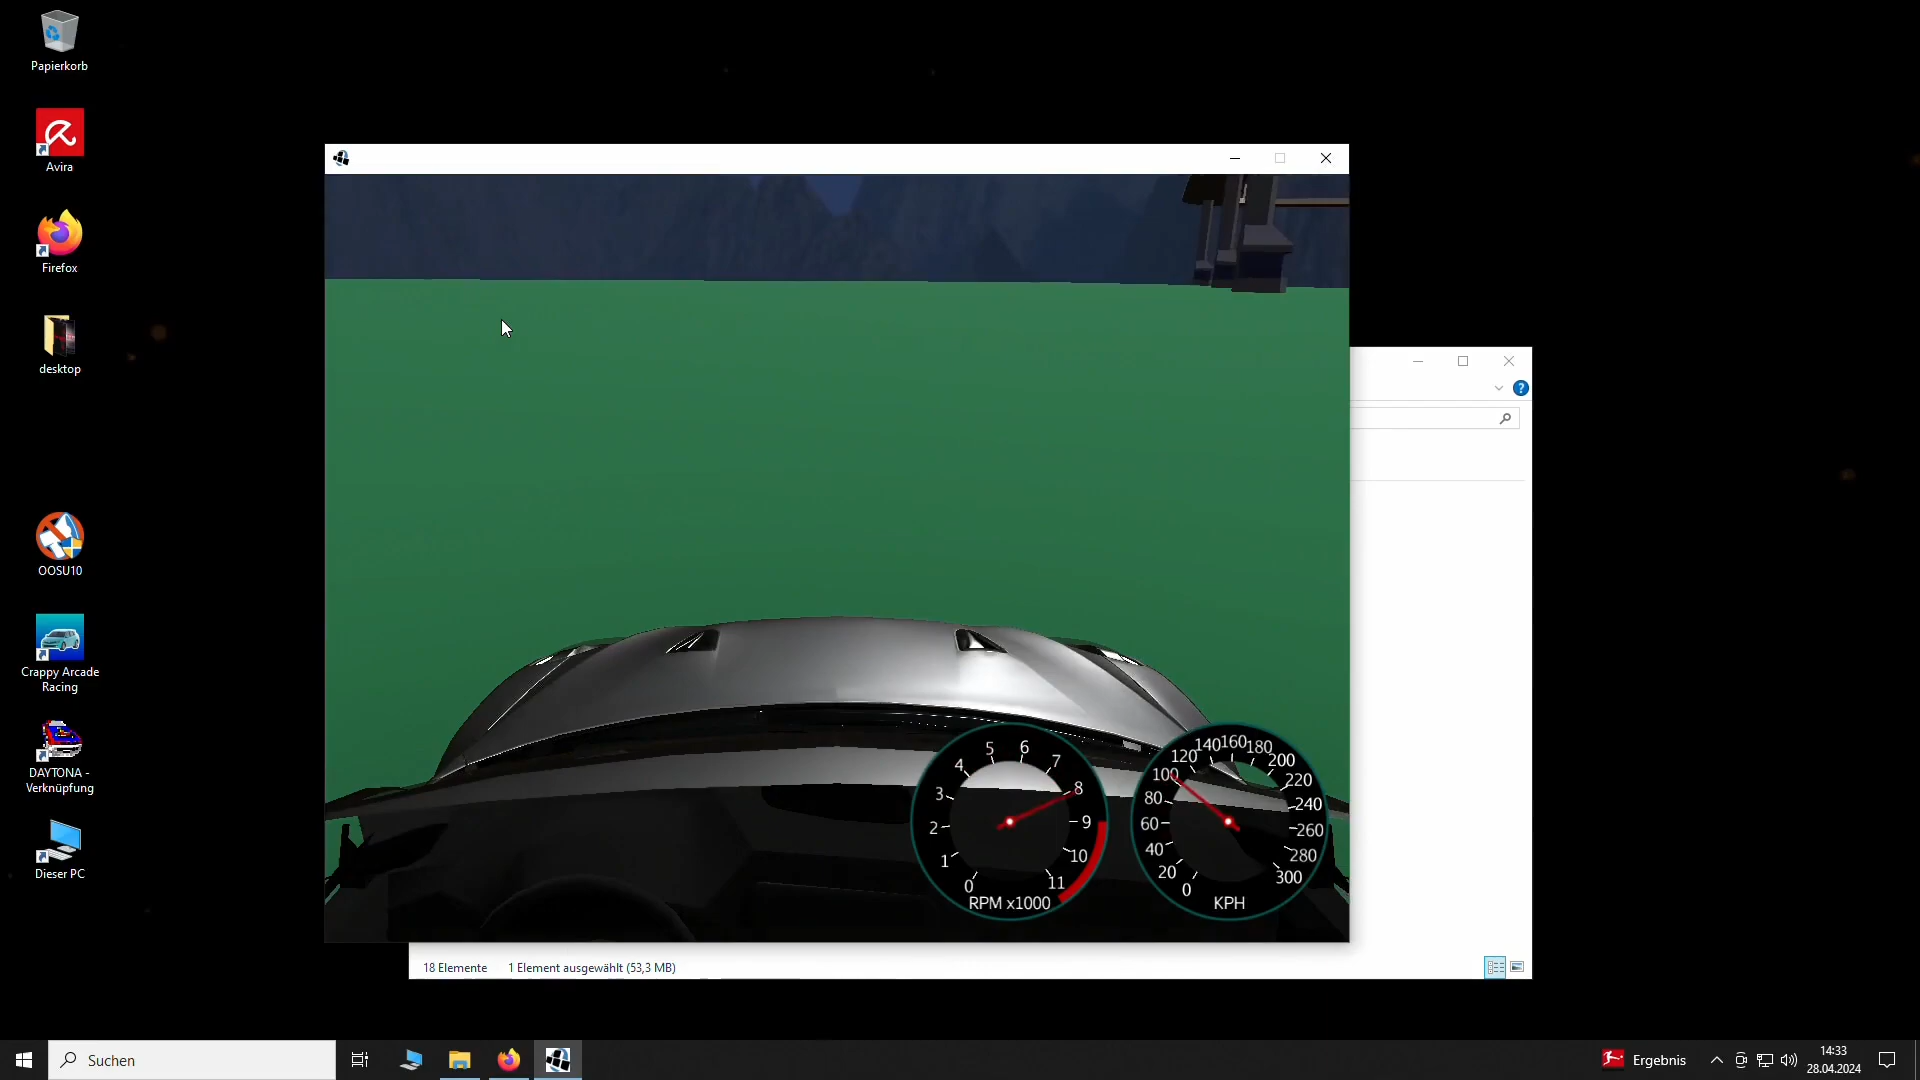 Papierkorb
Avira
Firefox
desktop
OOSU10
Crappy Arcade
Racing
DAYTONA -
Verknüpfung
Dieser PC
0
1
2
3
4
5
6
7
8
9
10
11
RPM x1000
0
20
40
60
80
100
120
140
160
180
200
220
240
260
280
300
KPH
?
18 Elemente
1 Element ausgewählt (53,3 MB)
Suchen
Ergebnis
14:33
28.04.2024